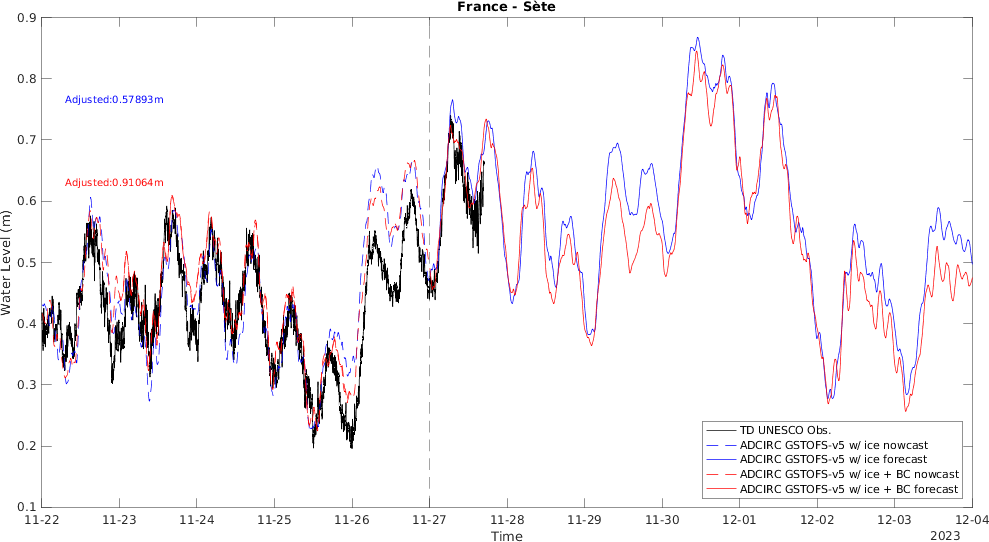 France - Sète
0.9
0.8
0.7
0.6
0.5
0.4
0.3
0.2
0.1
Water Level (m)
Adjusted:0.57893m
Adjusted:0.91064m
TD UNESCO Obs.
ADCIRC GSTOFS-v5 w/ ice nowcast
ADCIRC GSTOFS-v5 w/ ice forecast
ADCIRC GSTOFS-v5 w/ ice + BC nowcast
ADCIRC GSTOFS-v5 w/ ice + BC forecast
11-22 11-23 11-24 11-25 11-26 11-27 11-28 11-29 11-30 12-01 12-02 12-03 12-04
Time
2023